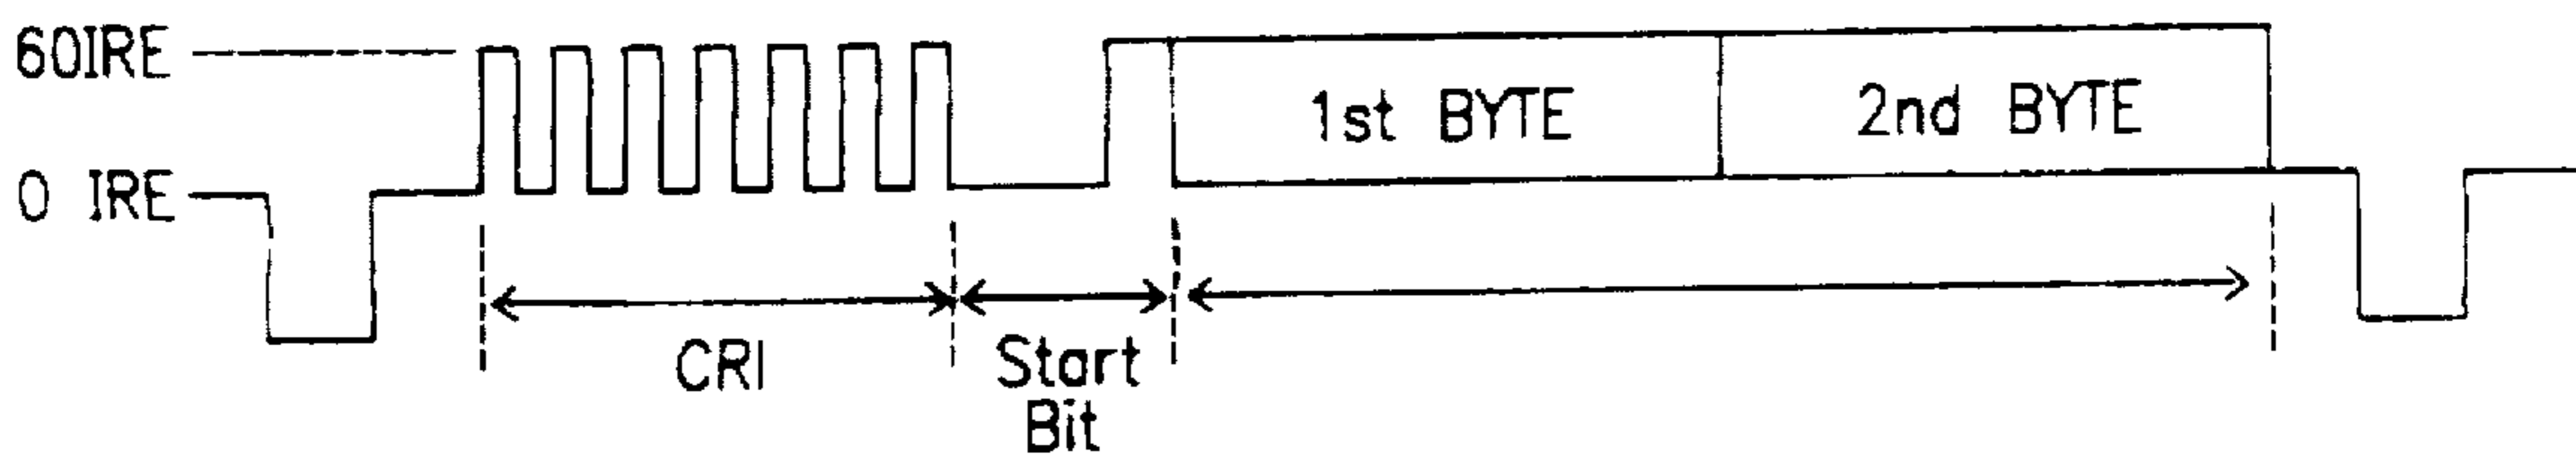 60IRE
1st BYTE
2nd BYTE
0 IRE
CRI
Start
Bit